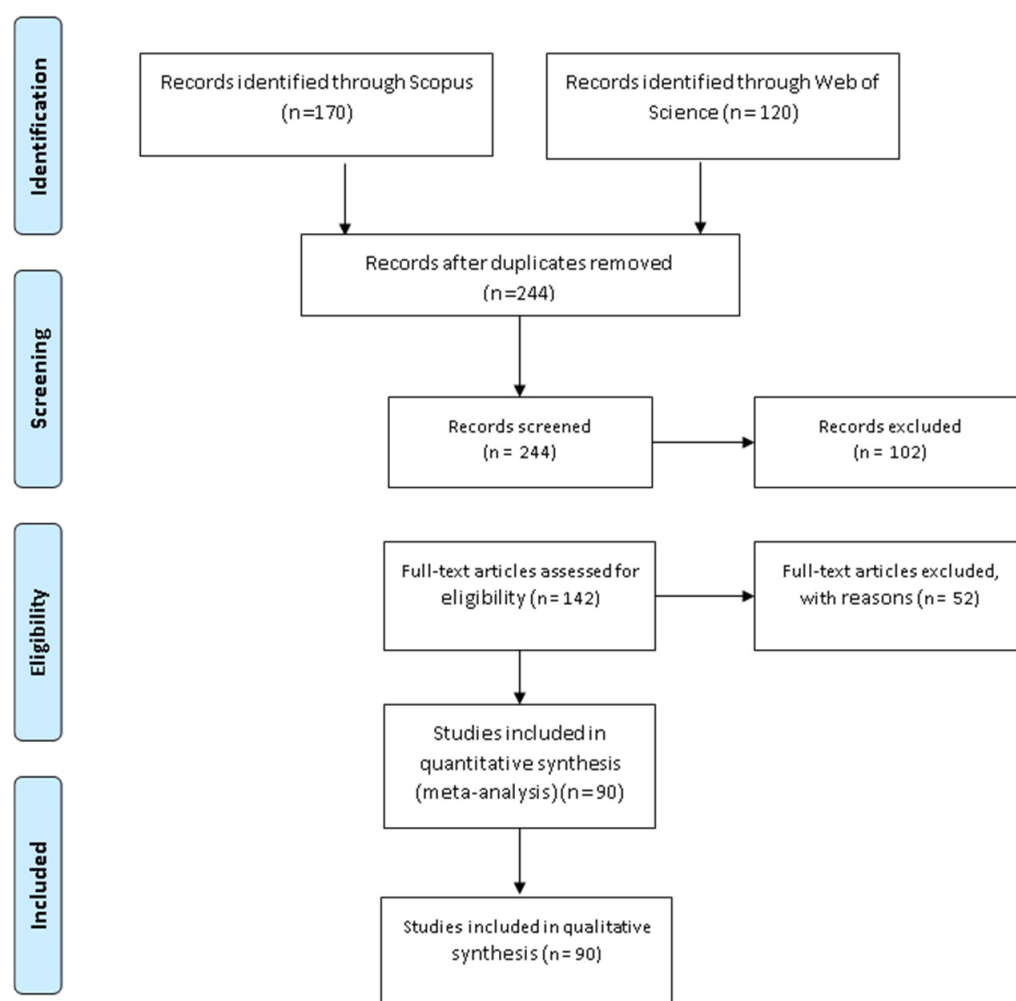 Identification
Records identified through Scopus
(n=170)
Records identified through Web of
Science (n= 120)
Records after duplicates removed
(n=244)
Screening
Records screened
(n= 244)
Records excluded
(n= 102)
Eligibility
Full-text articles assessed for
eligibility (n= 142)
Full-text articles excluded,
with reasons (n= 52)
Studies included in
quantitative synthesis
(meta-analysis) (n=90)
Included
Studies included in qualitative
synthesis (n=90)